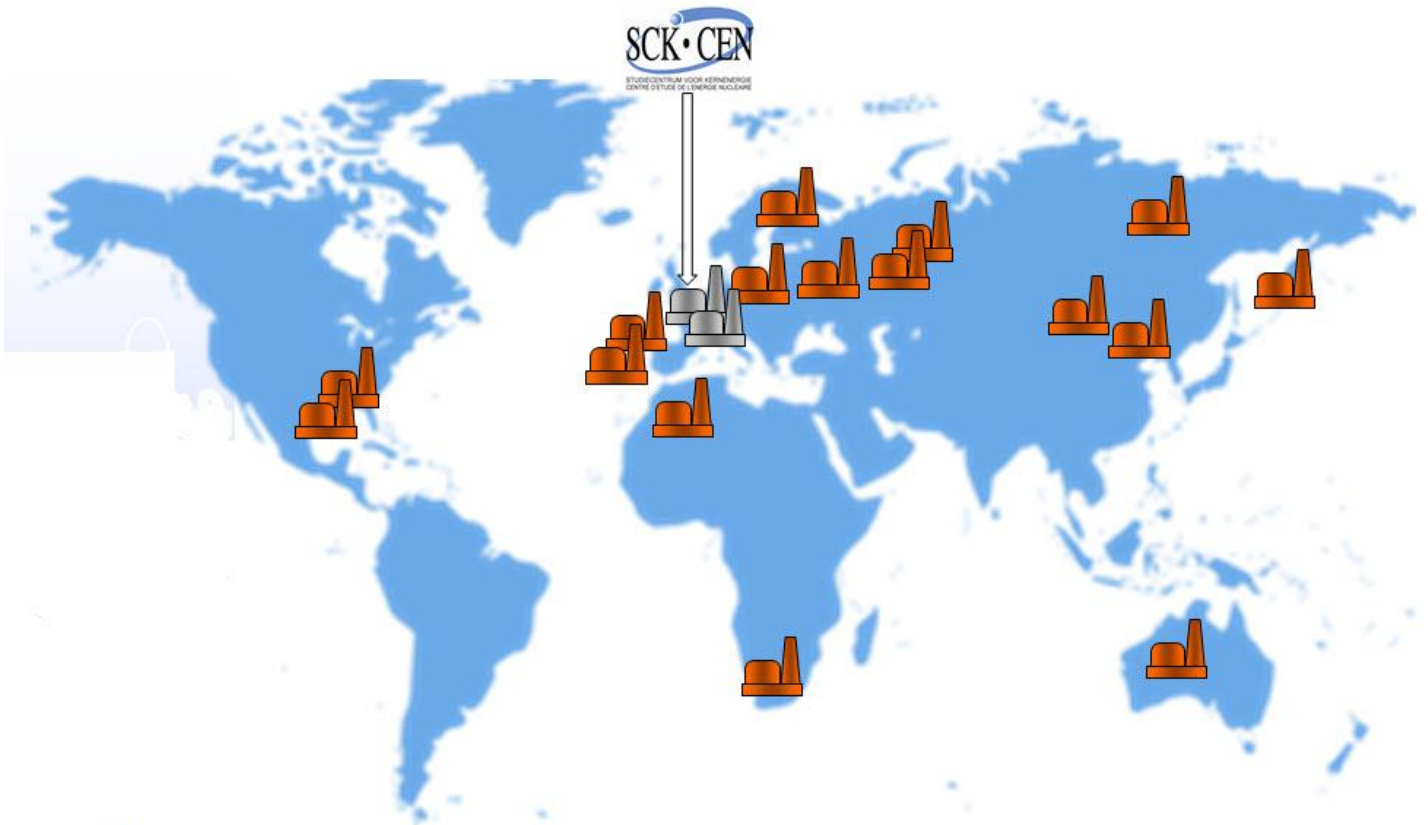 SCK•CEN
STUDIECENTRUM VOOR KERNENERGIE
CENTRE D'ETUDE DE L'ENERGIE NUCLEAIRE